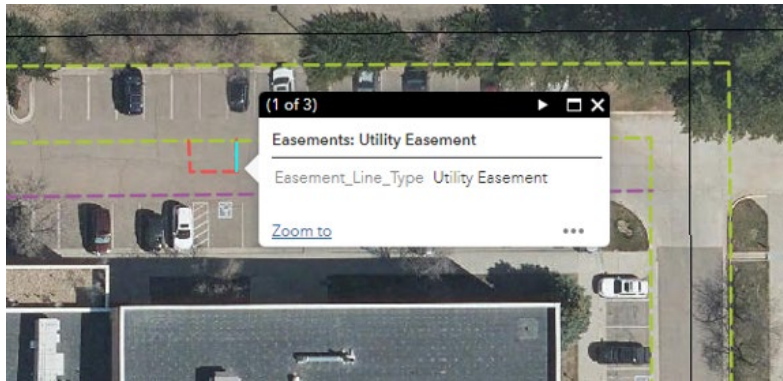 (1 of 3)
Easements: Utility Easement
Easement_Line_Type Utility Easement
Zoom to